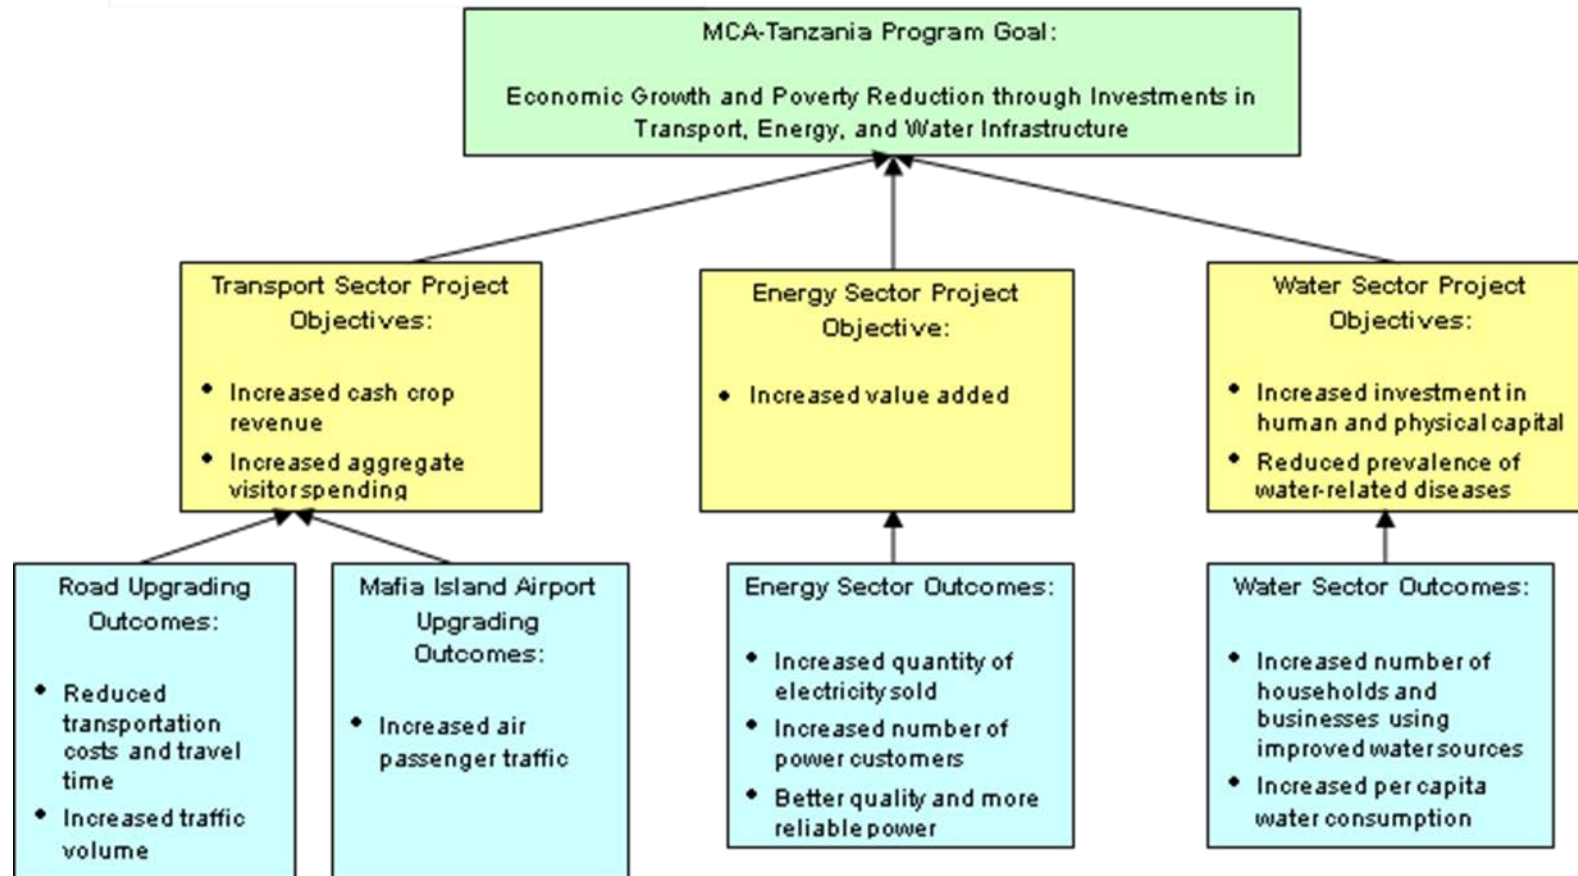 MCA-Tanzania Program Goal:
Economic Growth and Poverty Reduction through Investments in
Transport, Energy, and Water Infrastructure
Transport Sector Project
Objectives:
• Increased cash crop
revenue
• Increased aggregate
visitor spending
Energy Sector Project
Objective:
• Increased value added
Water Sector Project
Objectives:
• Increased investment in
human and physical capital
• Reduced prevalence of
water-related diseases
Road Upgrading
Outcomes:
• Reduced
transportation
costs and travel
time
• Increased traffic
volume
Mafia Island Airport
Upgrading
Outcomes:
• Increased air
passenger traffic
Energy Sector Outcomes:
• Increased quantity of
electricity sold
• Increased number of
power customers
• Better quality and more
reliable power
Water Sector Outcomes:
• Increased number of
households and
businesses using
improved water sources
• Increased per capita
water consumption